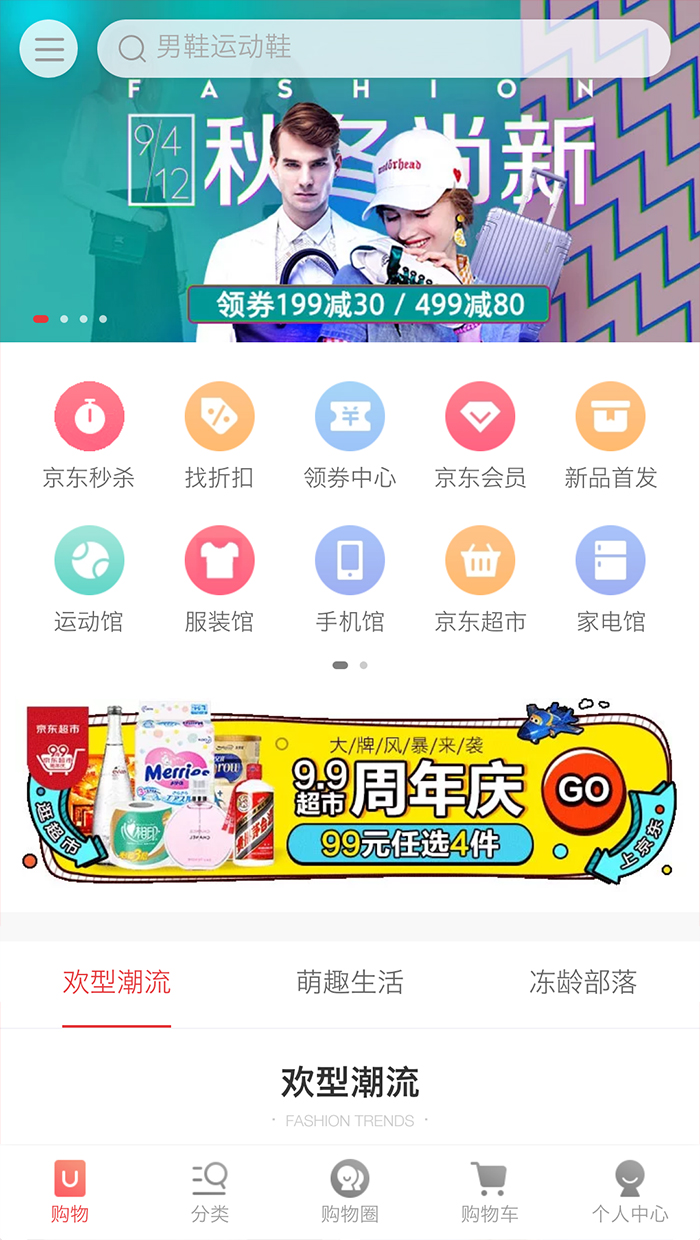 男鞋运动鞋
FASHION
9/4
12
秋冬尚新
motörhead
领券199减30 / 499减80
京东秒杀
找折扣
领券中心
京东会员
新品首发
运动馆
服装馆
手机馆
京东超市
家电馆
京东超市
99
Merries
心相印
大/牌/风/暴/来/袭
9.9
超市
周年庆
GO
99元任选4件
逛超市
上京东
欢型潮流
萌趣生活
冻龄部落
欢型潮流
· FASHION TRENDS ·
购物
分类
购物圈
购物车
个人中心